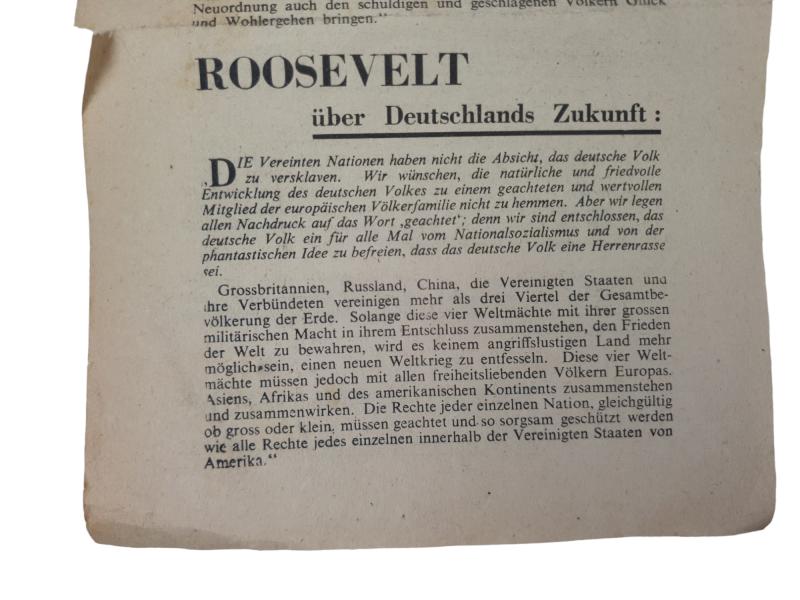 Neuordnung auch den schuldigen und geschlagenen Völkern Glück
und Wohlergehen bringen.“
ROOSEVELT
über Deutschlands Zukunft :
„DIE Vereinten Nationen haben nicht die Absicht, das deutsche Volk
zu versklaven. Wir wünschen, die natürliche und friedvolle
Entwicklung des deutschen Volkes zu einem geachteten und wertvollen
Mitglied der europäischen Völkerfamilie nicht zu hemmen. Aber wir legen
allen Nachdruck auf das Wort ‚geachtet‘; denn wir sind entschlossen, das
deutsche Volk ein für alle Mal vom Nationalsozialismus und von der
phantastischen Idee zu befreien, dass das deutsche Volk eine Herrenrasse
sei.
Grossbritannien, Russland, China, die Vereinigten Staaten und
ihre Verbündeten vereinigen mehr als drei Viertel der Gesamtbe-
völkerung der Erde. Solange diese vier Weltmächte mit ihrer grossen
militärischen Macht in ihrem Entschluss zusammenstehen, den Frieden
der Welt zu bewahren, wird es keinem angriffslustigen Land mehr
möglich sein, einen neuen Weltkrieg zu entfesseln. Diese vier Welt-
mächte müssen jedoch mit allen freiheitsliebenden Völkern Europas.
Asiens, Afrikas und des amerikanischen Kontinents zusammenstehen
und zusammenwirken. Die Rechte jeder einzelnen Nation, gleichgültig
ob gross oder klein, müssen geachtet und so sorgsam geschützt werden
wie alle Rechte jedes einzelnen innerhalb der Vereinigten Staaten von
Amerika.“